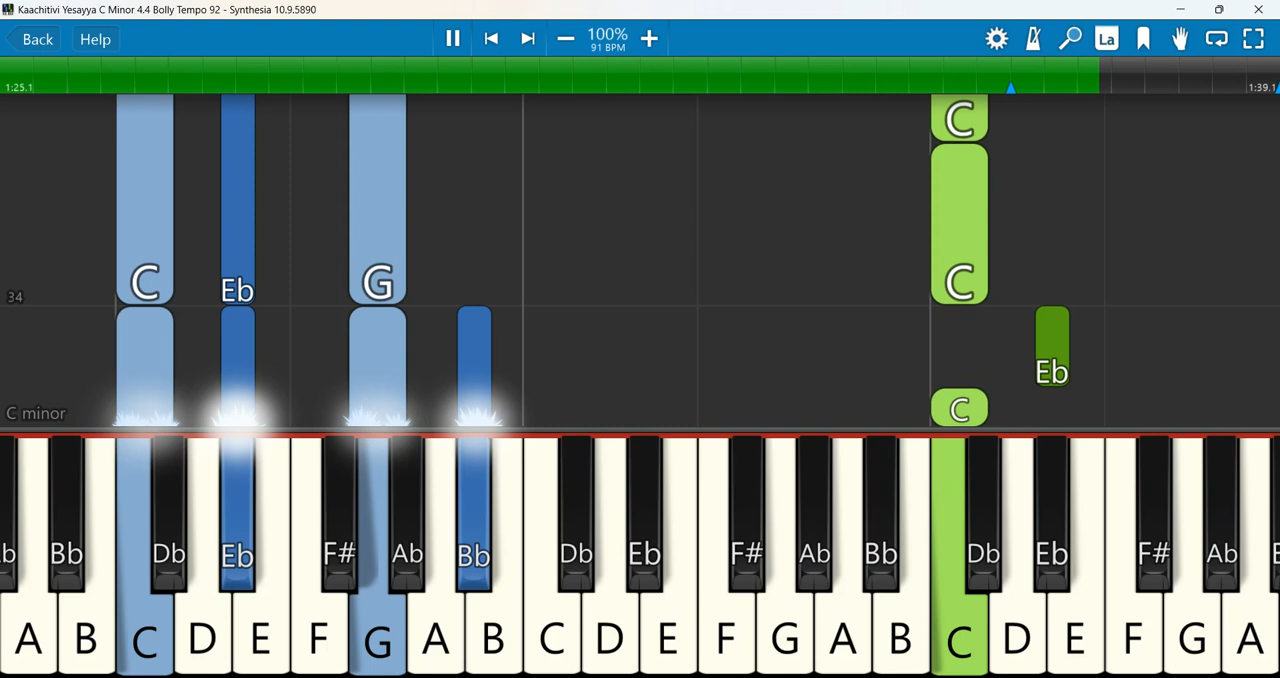 Kaachitivi Yesayya C Minor 4.4 Bolly Tempo 92 - Synthesia 10.9.5890
Back Help 100% La
91 BPM
1:25.1 1:39.1
C
C Eb G C
34
Eb
C minor C
b Bb Db Eb F# Ab Bb Db Eb F# Ab Bb Db Eb F# Ab E
A B C D E F G A B C D E F G A B C D E F G A